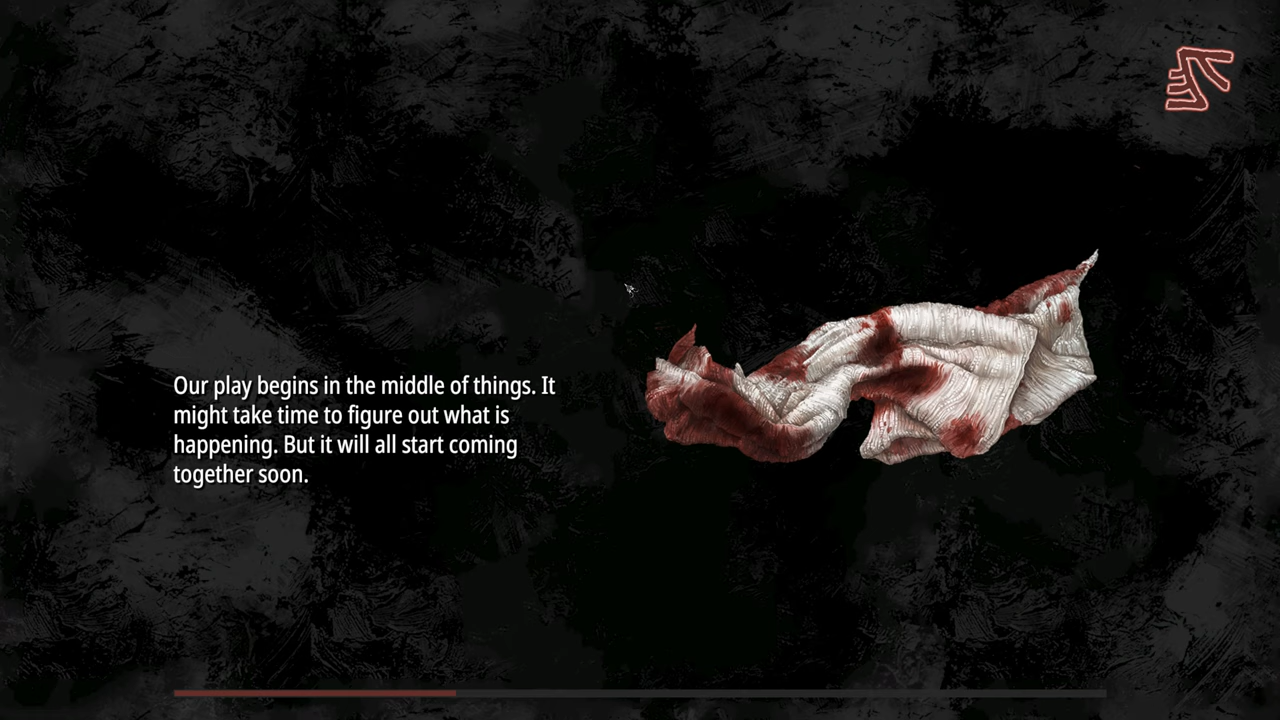 Our play begins in the middle of things. It
might take time to figure out what is
happening. But it will all start coming
together soon.